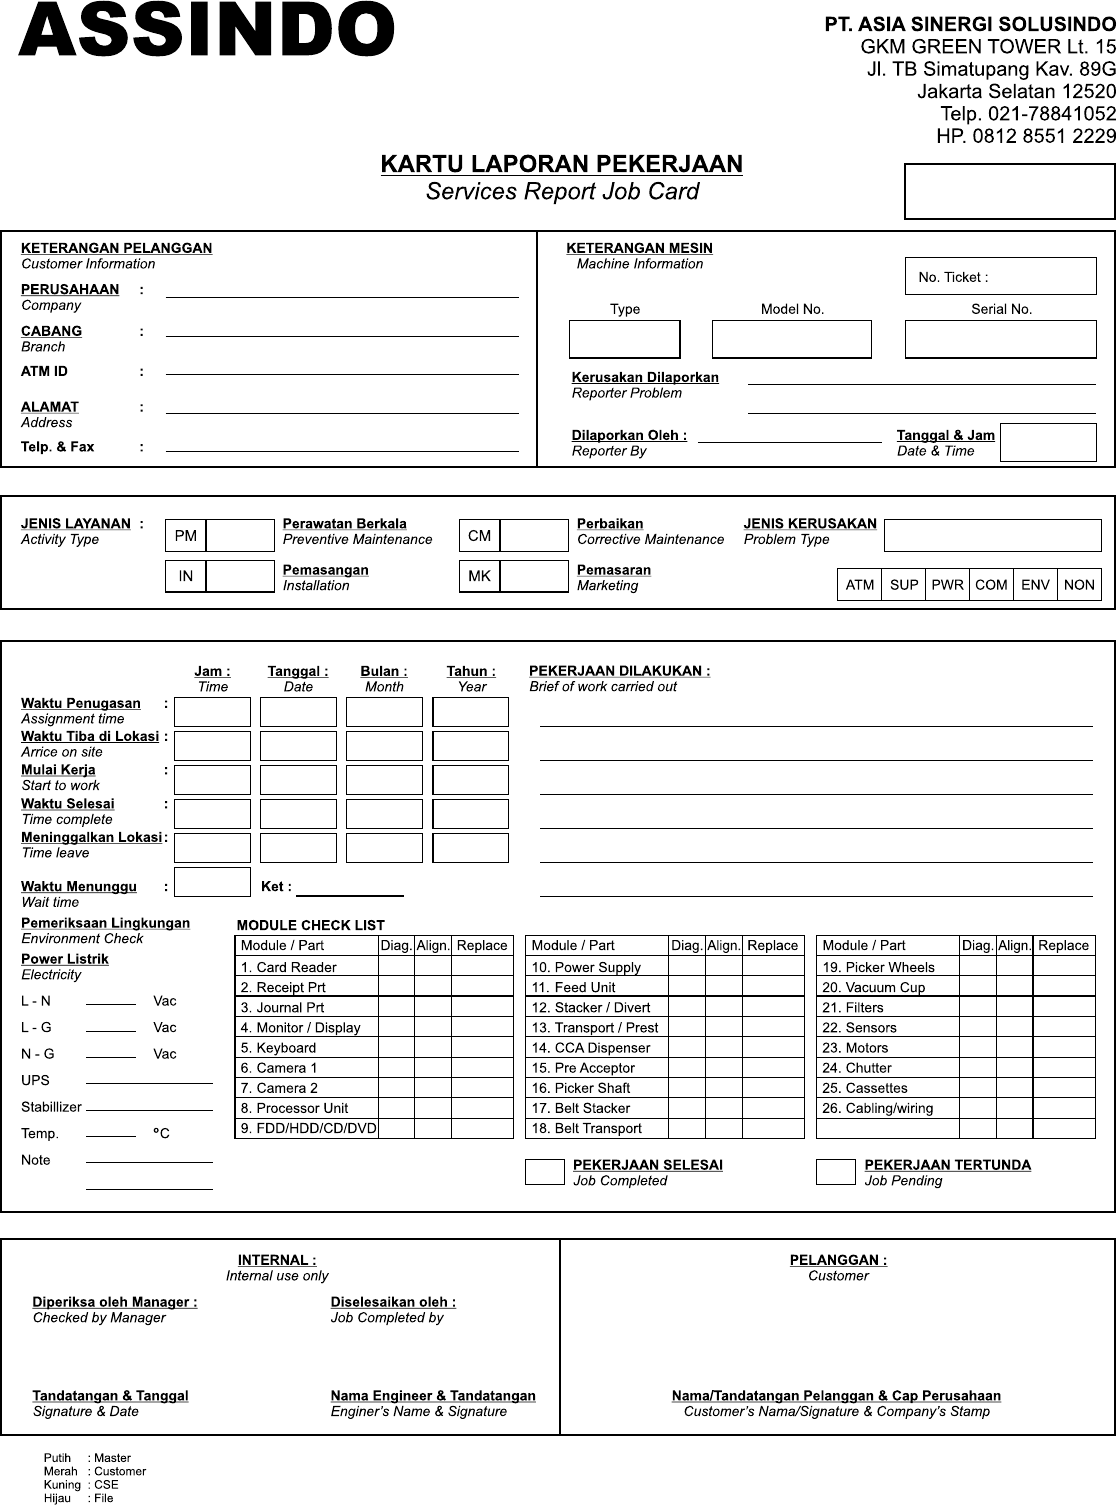 ASSINDO
PT. ASIA SINERGI SOLUSINDO
GKM GREEN TOWER Lt. 15
Jl. TB Simatupang Kav. 89G
Jakarta Selatan 12520
Telp. 021-78841052
HP. 0812 8551 2229
KARTU LAPORAN PEKERJAAN
Services Report Job Card
KETERANGAN PELANGGAN
Customer Information
PERUSAHAAN :
Company
CABANG :
Branch
ATM ID :
ALAMAT :
Address
Telp. & Fax :
KETERANGAN MESIN
Machine Information
No. Ticket :
Type Model No. Serial No.
Kerusakan Dilaporkan
Reporter Problem
Dilaporkan Oleh : Tanggal & Jam
Reporter By Date & Time
JENIS LAYANAN : PM Perawatan Berkala CM Perbaikan JENIS KERUSAKAN
Activity Type Preventive Maintenance Corrective Maintenance Problem Type
IN Pemasangan MK Pemasaran
Installation Marketing
ATM SUP PWR COM ENV NON
Jam : Tanggal : Bulan : Tahun :
Time Date Month Year
Waktu Penugasan :
Assignment time
Waktu Tiba di Lokasi :
Arrice on site
Mulai Kerja :
Start to work
Waktu Selesai :
Time complete
Meninggalkan Lokasi :
Time leave
Waktu Menunggu : Ket :
Wait time
PEKERJAAN DILAKUKAN :
Brief of work carried out
Pemeriksaan Lingkungan
Environment Check
Power Listrik
Electricity
L - N Vac
L - G Vac
N - G Vac
UPS
Stabillizer
Temp. °C
Note
MODULE CHECK LIST
Module / Part Diag. Align. Replace
1. Card Reader
2. Receipt Prt
3. Journal Prt
4. Monitor / Display
5. Keyboard
6. Camera 1
7. Camera 2
8. Processor Unit
9. FDD/HDD/CD/DVD
Module / Part Diag. Align. Replace
10. Power Supply
11. Feed Unit
12. Stacker / Divert
13. Transport / Prest
14. CCA Dispenser
15. Pre Acceptor
16. Picker Shaft
17. Belt Stacker
18. Belt Transport
Module / Part Diag. Align. Replace
19. Picker Wheels
20. Vacuum Cup
21. Filters
22. Sensors
23. Motors
24. Chutter
25. Cassettes
26. Cabling/wiring
PEKERJAAN SELESAI
Job Completed
PEKERJAAN TERTUNDA
Job Pending
INTERNAL :
Internal use only
Diperiksa oleh Manager : Diselesaikan oleh :
Checked by Manager Job Completed by
Tandatangan & Tanggal Nama Engineer & Tandatangan
Signature & Date Enginer's Name & Signature
PELANGGAN :
Customer
Nama/Tandatangan Pelanggan & Cap Perusahaan
Customer's Name/Signature & Company's Stamp
Putih : Master
Merah : Customer
Kuning : CSE
Hijau : File